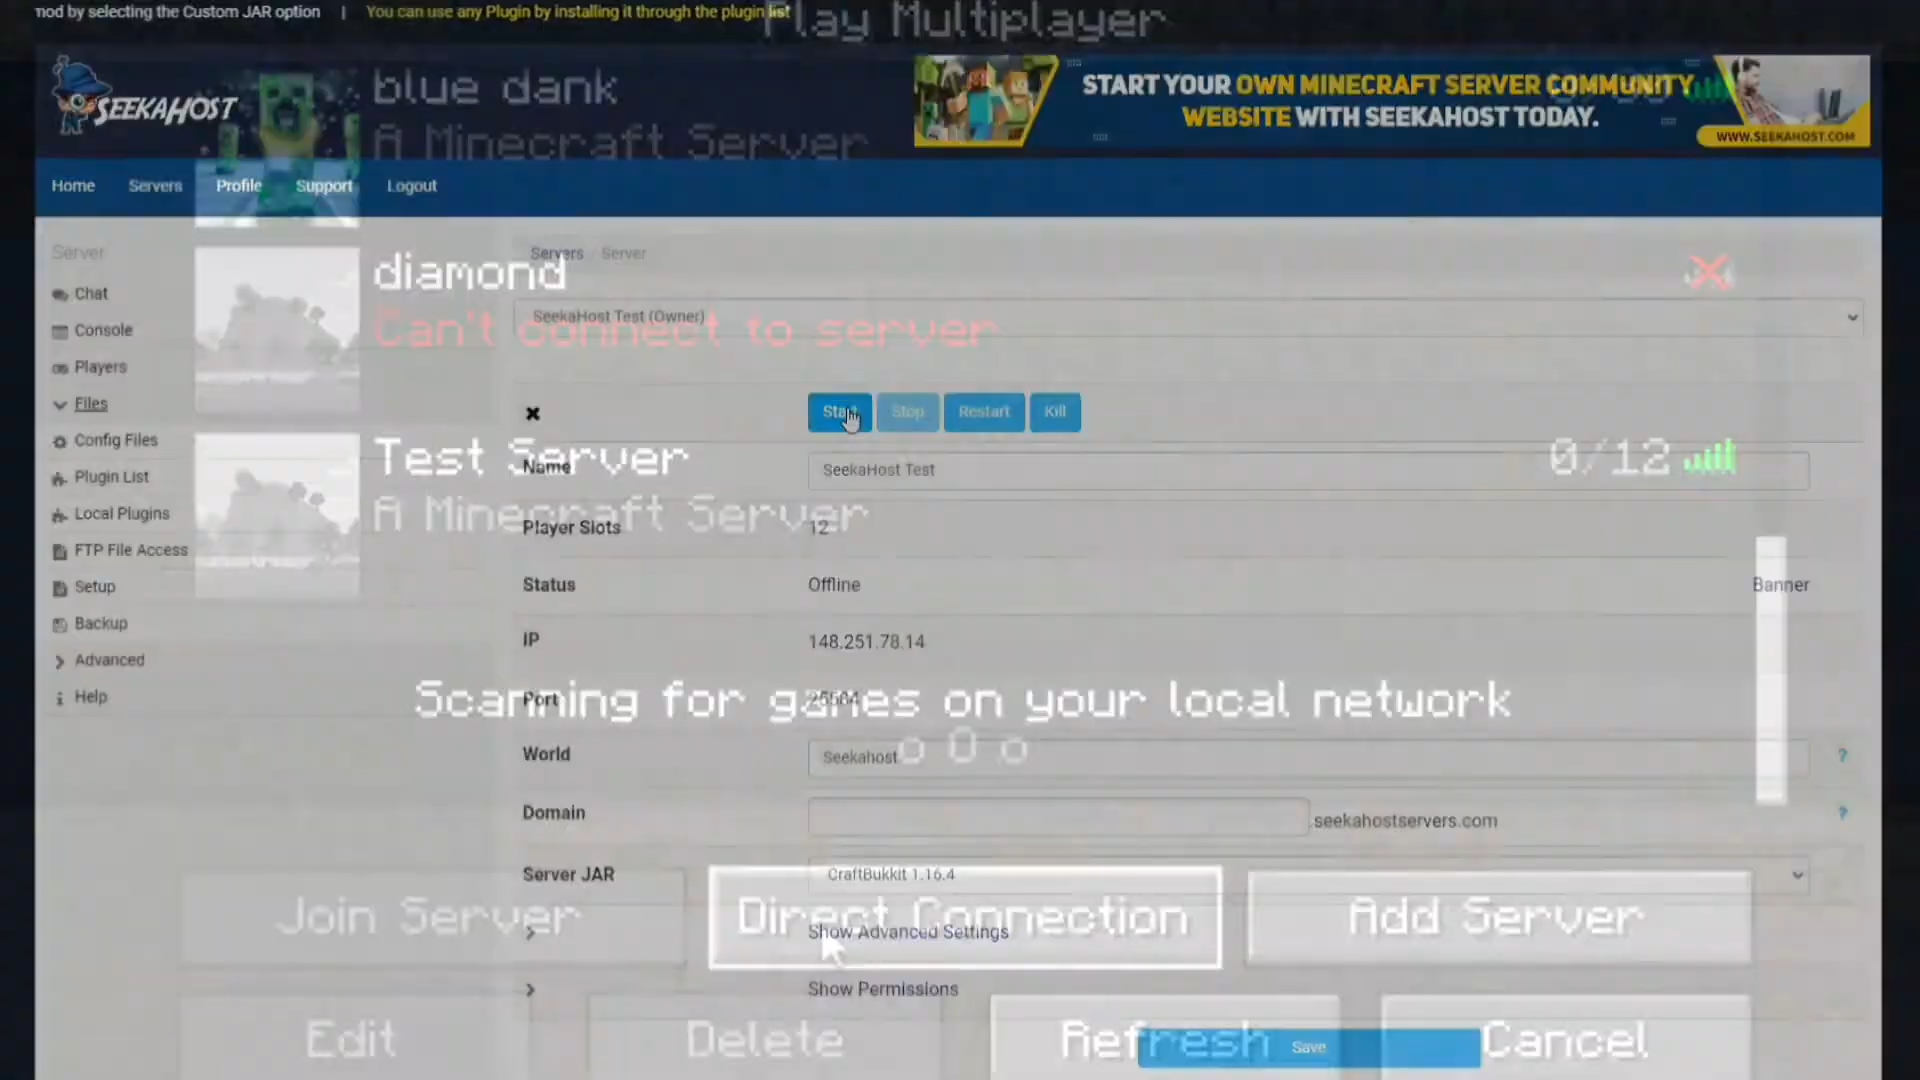 mod by selecting the Custom JAR option | You can use any Plugin by installing it through the plugin list
Play Multiplayer
SEEKAHOST
blue dank
A Minecraft Server
START YOUR OWN MINECRAFT SERVER COMMUNITY
WEBSITE WITH SEEKAHOST TODAY.
WWW.SEEKAHOST.COM
Home Servers Profile Support Logout
Server
Servers / Server
Chat
diamond
SeekaHost Test (Owner)
Can't connect to server
Console
Players
Files
Start Stop Restart Kill
Config Files
Test Server
0/12
Name SeekaHost Test
Plugin List
Local Plugins
A Minecraft Server
Player Slots 12
FTP File Access
Setup
Status Offline Banner
Backup
IP 148.251.78.14
Advanced
Help
Scanning for games on your local network
Port
World Seekahost ?
o O o
Domain .seekahostservers.com ?
Server JAR CraftBukkit 1.16.4
Join Server Direct Connection Add Server
Show Advanced Settings
Show Permissions
Edit Delete Refresh Cancel
Save